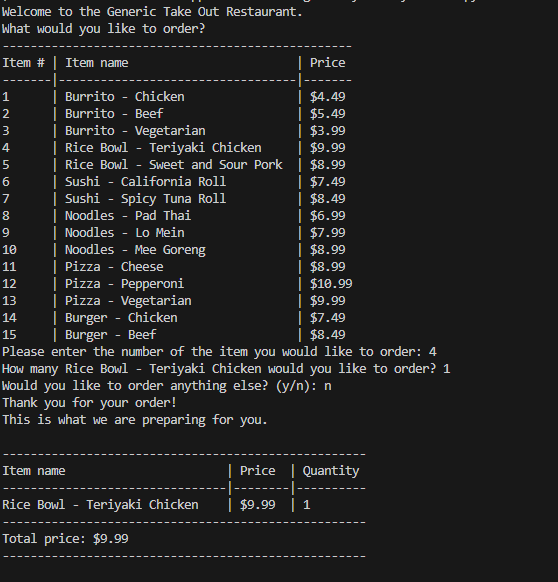 Welcome to the Generic Take Out Restaurant.
What would you like to order?
--------------------------------------------------
Item # | Item name                        | Price
-------|----------------------------------|-------
1      | Burrito - Chicken                | $4.49
2      | Burrito - Beef                   | $5.49
3      | Burrito - Vegetarian             | $3.99
4      | Rice Bowl - Teriyaki Chicken     | $9.99
5      | Rice Bowl - Sweet and Sour Pork  | $8.99
6      | Sushi - California Roll          | $7.49
7      | Sushi - Spicy Tuna Roll          | $8.49
8      | Noodles - Pad Thai               | $6.99
9      | Noodles - Lo Mein                | $7.99
10     | Noodles - Mee Goreng             | $8.99
11     | Pizza - Cheese                   | $8.99
12     | Pizza - Pepperoni                | $10.99
13     | Pizza - Vegetarian               | $9.99
14     | Burger - Chicken                 | $7.49
15     | Burger - Beef                    | $8.49
Please enter the number of the item you would like to order: 4
How many Rice Bowl - Teriyaki Chicken would you like to order? 1
Would you like to order anything else? (y/n): n
Thank you for your order!
This is what we are preparing for you.

----------------------------------------------------
Item name                       | Price  | Quantity
--------------------------------|--------|----------
Rice Bowl - Teriyaki Chicken    | $9.99  | 1
----------------------------------------------------
Total price: $9.99
----------------------------------------------------